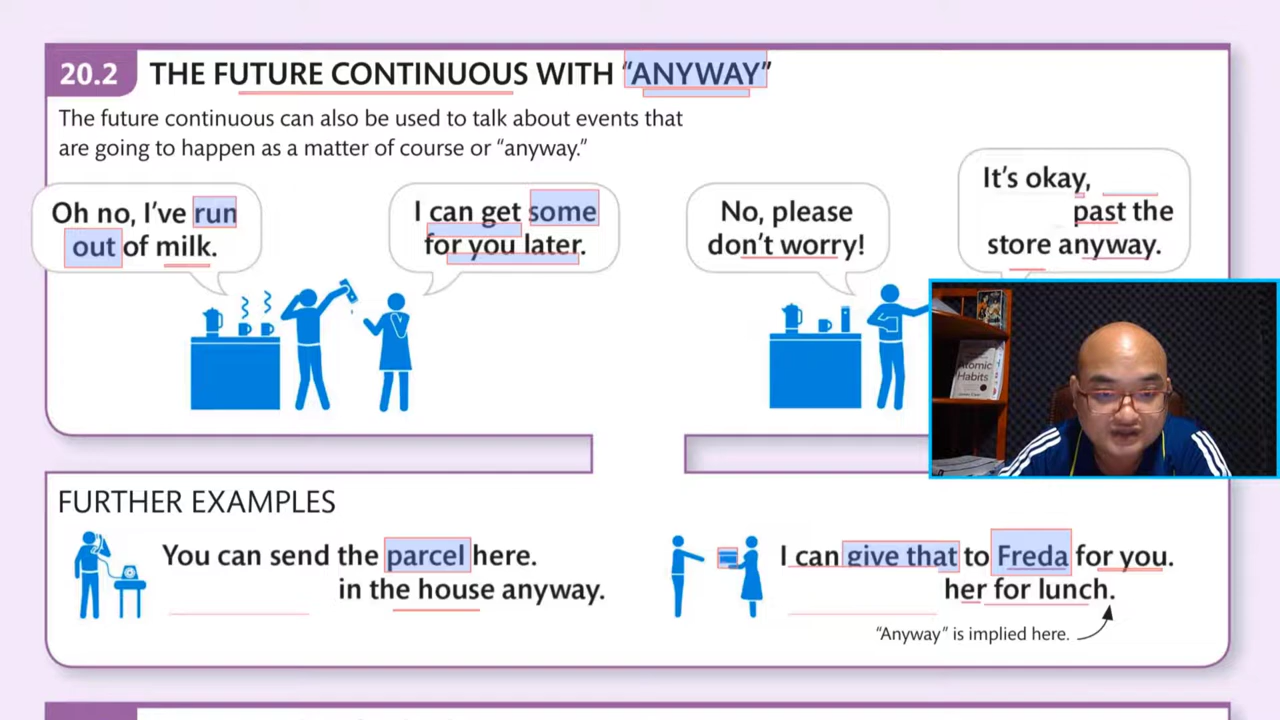 20.2 THE FUTURE CONTINUOUS WITH “ANYWAY”
The future continuous can also be used to talk about events that
are going to happen as a matter of course or “anyway.”
Oh no, I’ve run
out of milk.
I can get some
for you later.
No, please
don’t worry!
It’s okay,
past the
store anyway.
Atomic
Habits
FURTHER EXAMPLES
You can send the parcel here.
in the house anyway.
I can give that to Freda for you.
her for lunch.
“Anyway” is implied here.